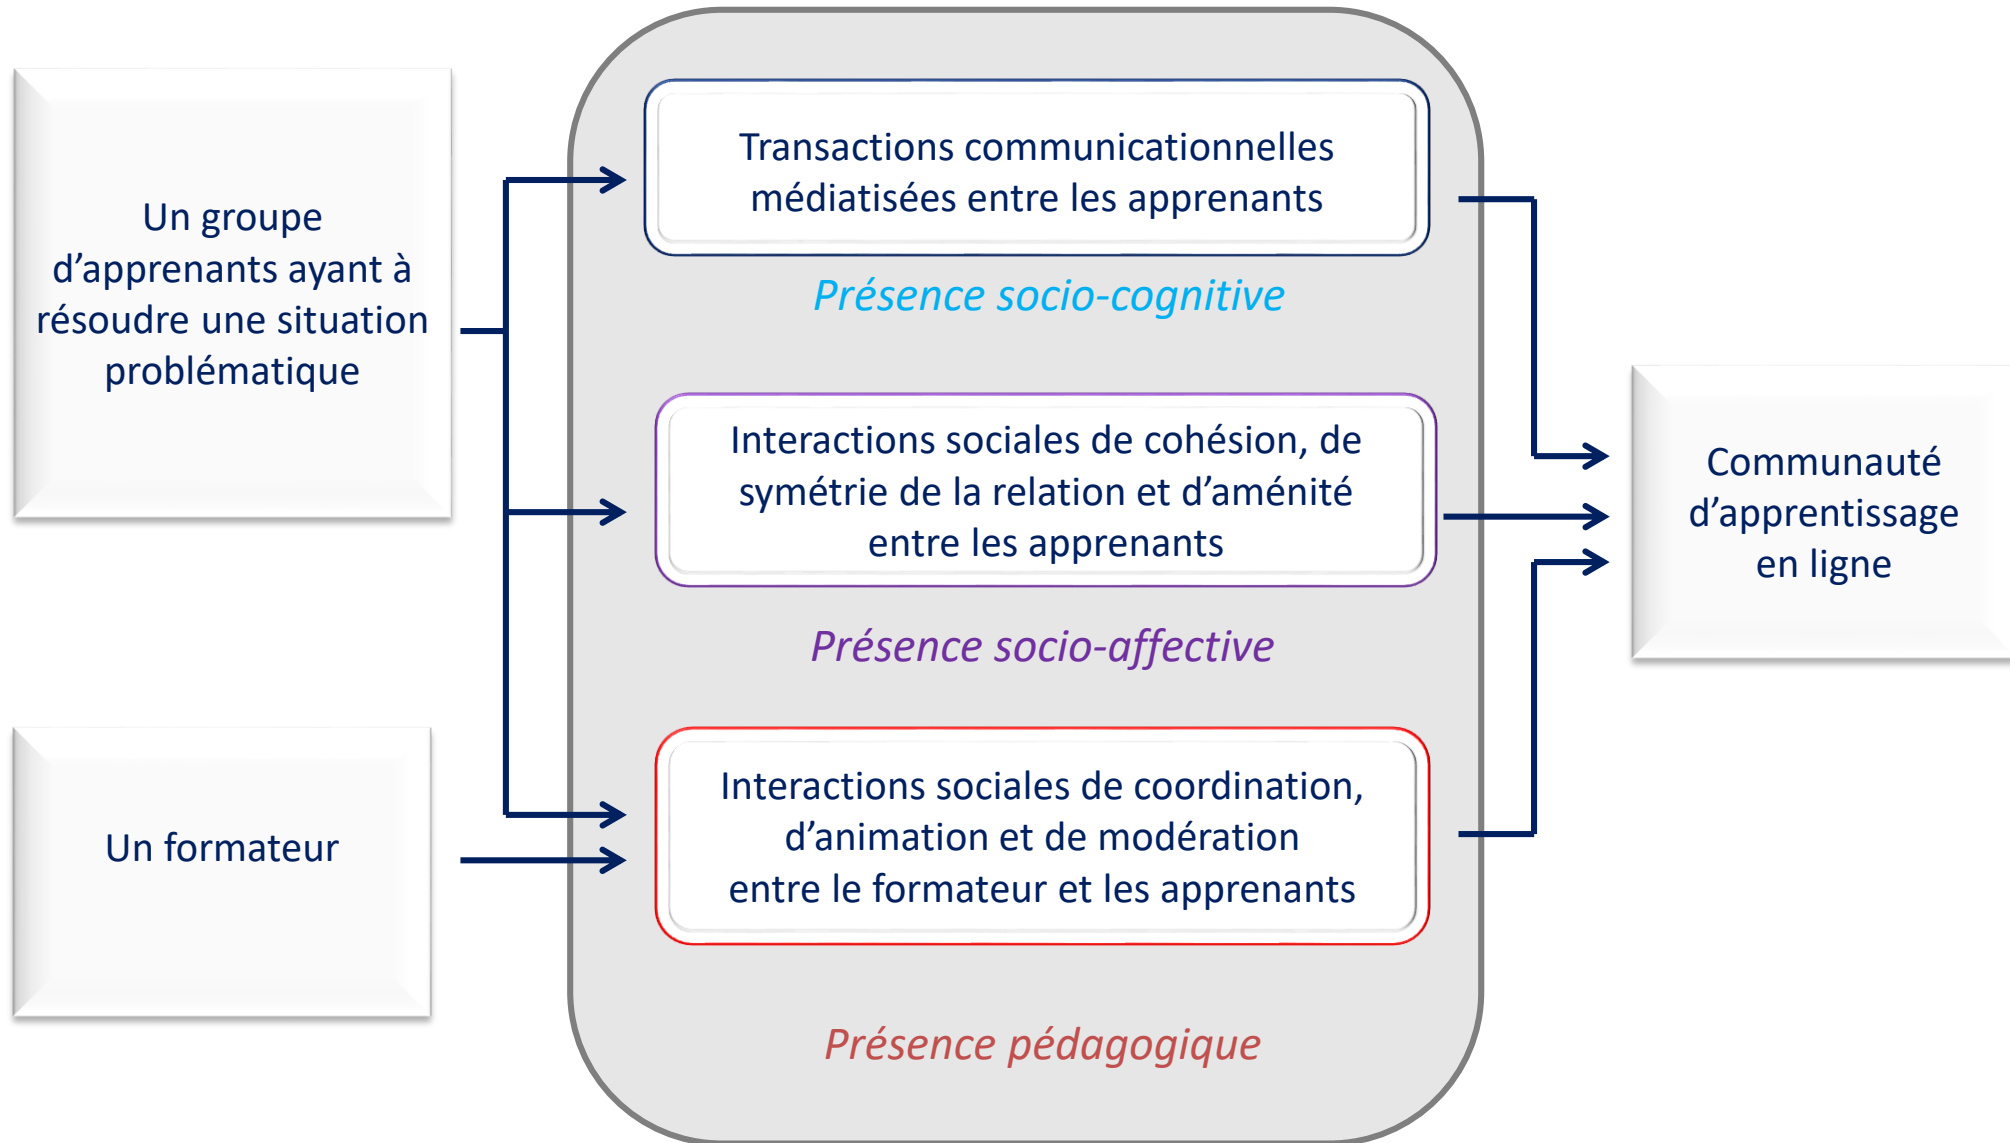 Un groupe
d’apprenants ayant à
résoudre une situation
problématique
Un formateur
Transactions communicationnelles
médiatisées entre les apprenants
Présence socio-cognitive
Interactions sociales de cohésion, de
symétrie de la relation et d’aménité
entre les apprenants
Présence socio-affective
Interactions sociales de coordination,
d’animation et de modération
entre le formateur et les apprenants
Présence pédagogique
Communauté
d’apprentissage
en ligne